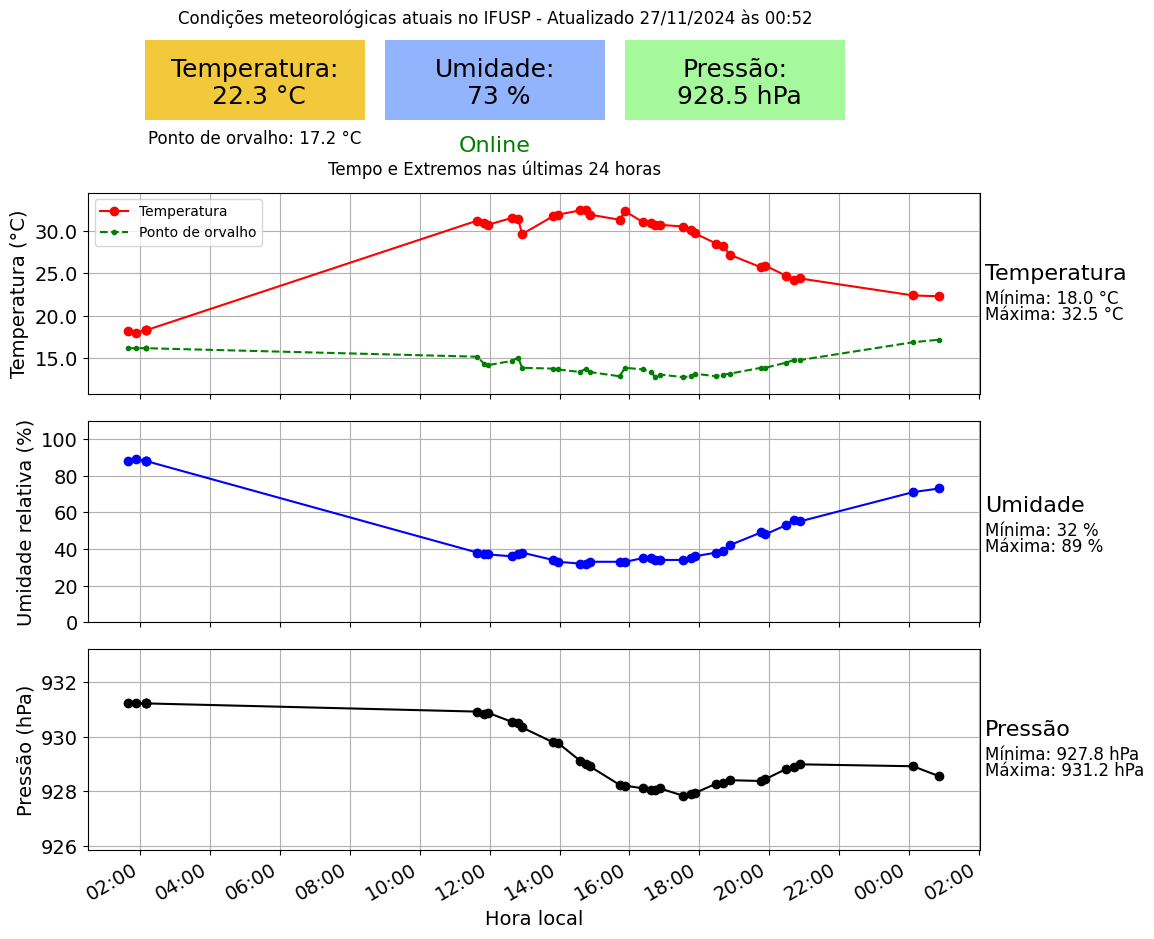 Condições meteorológicas atuais no IFUSP - Atualizado 27/11/2024 às 00:52
Temperatura:
22.3 °C
Umidade:
73 %
Pressão:
928.5 hPa
Ponto de orvalho: 17.2 °C
Online
Tempo e Extremos nas últimas 24 horas
Temperatura (°C)
30.0
25.0
20.0
15.0
Temperatura
Ponto de orvalho
Temperatura
Mínima: 18.0 °C
Máxima: 32.5 °C
Umidade relativa (%)
100
80
60
40
20
0
Umidade
Mínima: 32 %
Máxima: 89 %
Pressão (hPa)
932
930
928
926
Pressão
Mínima: 927.8 hPa
Máxima: 931.2 hPa
02:00 04:00 06:00 08:00 10:00 12:00 14:00 16:00 18:00 20:00 22:00 00:00 02:00
Hora local